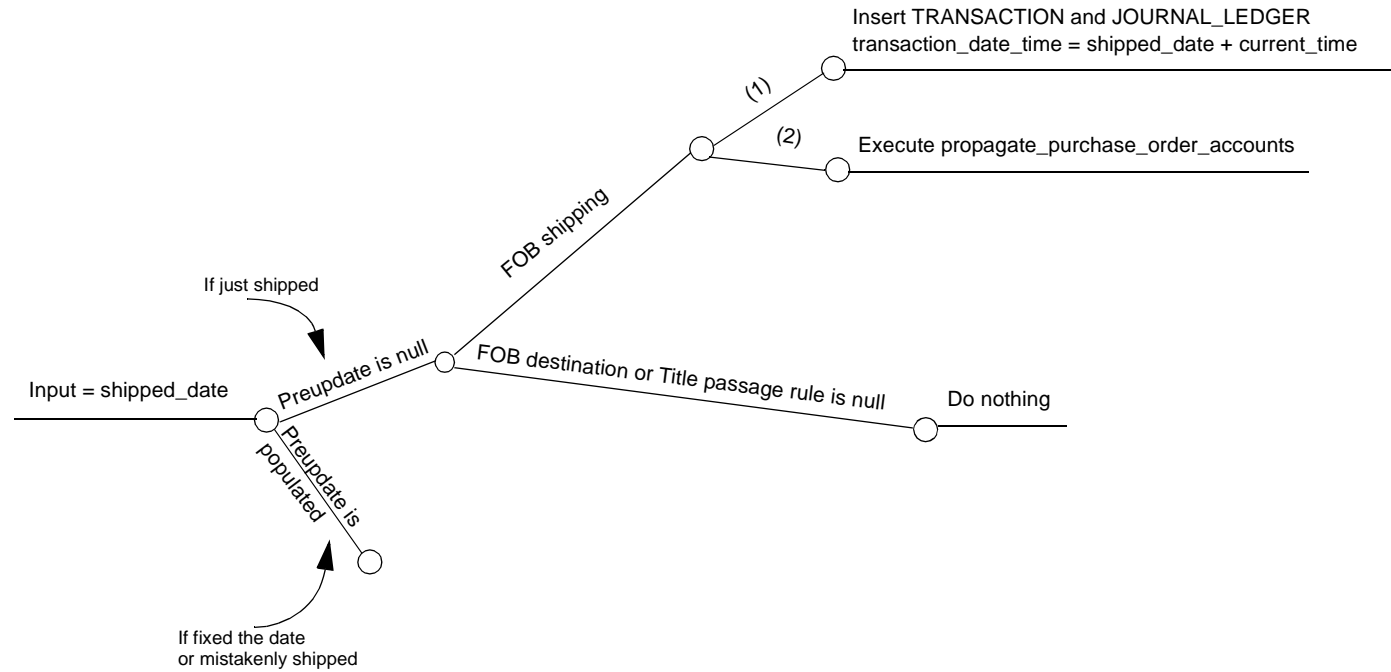 Insert TRANSACTION and JOURNAL_LEDGER
transaction_date_time = shipped_date + current_time
(1)
(2)
Execute propagate_purchase_order_accounts
FOB shipping
If just shipped
Preupdate is null
FOB destination or Title passage rule is null
Do nothing
Input = shipped_date
Preupdate is
populated
If fixed the date
or mistakenly shipped